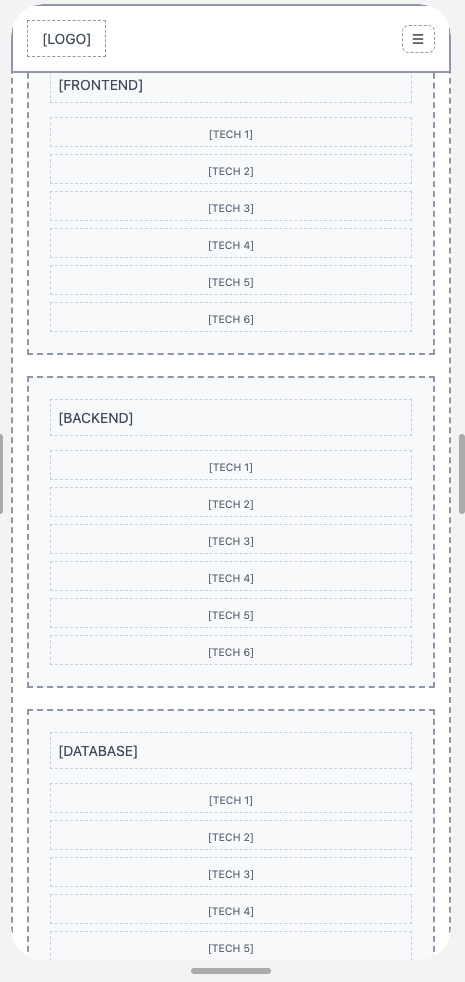 [LOGO]
☰
[FRONTEND]
[TECH 1]
[TECH 2]
[TECH 3]
[TECH 4]
[TECH 5]
[TECH 6]
[BACKEND]
[TECH 1]
[TECH 2]
[TECH 3]
[TECH 4]
[TECH 5]
[TECH 6]
[DATABASE]
[TECH 1]
[TECH 2]
[TECH 3]
[TECH 4]
[TECH 5]